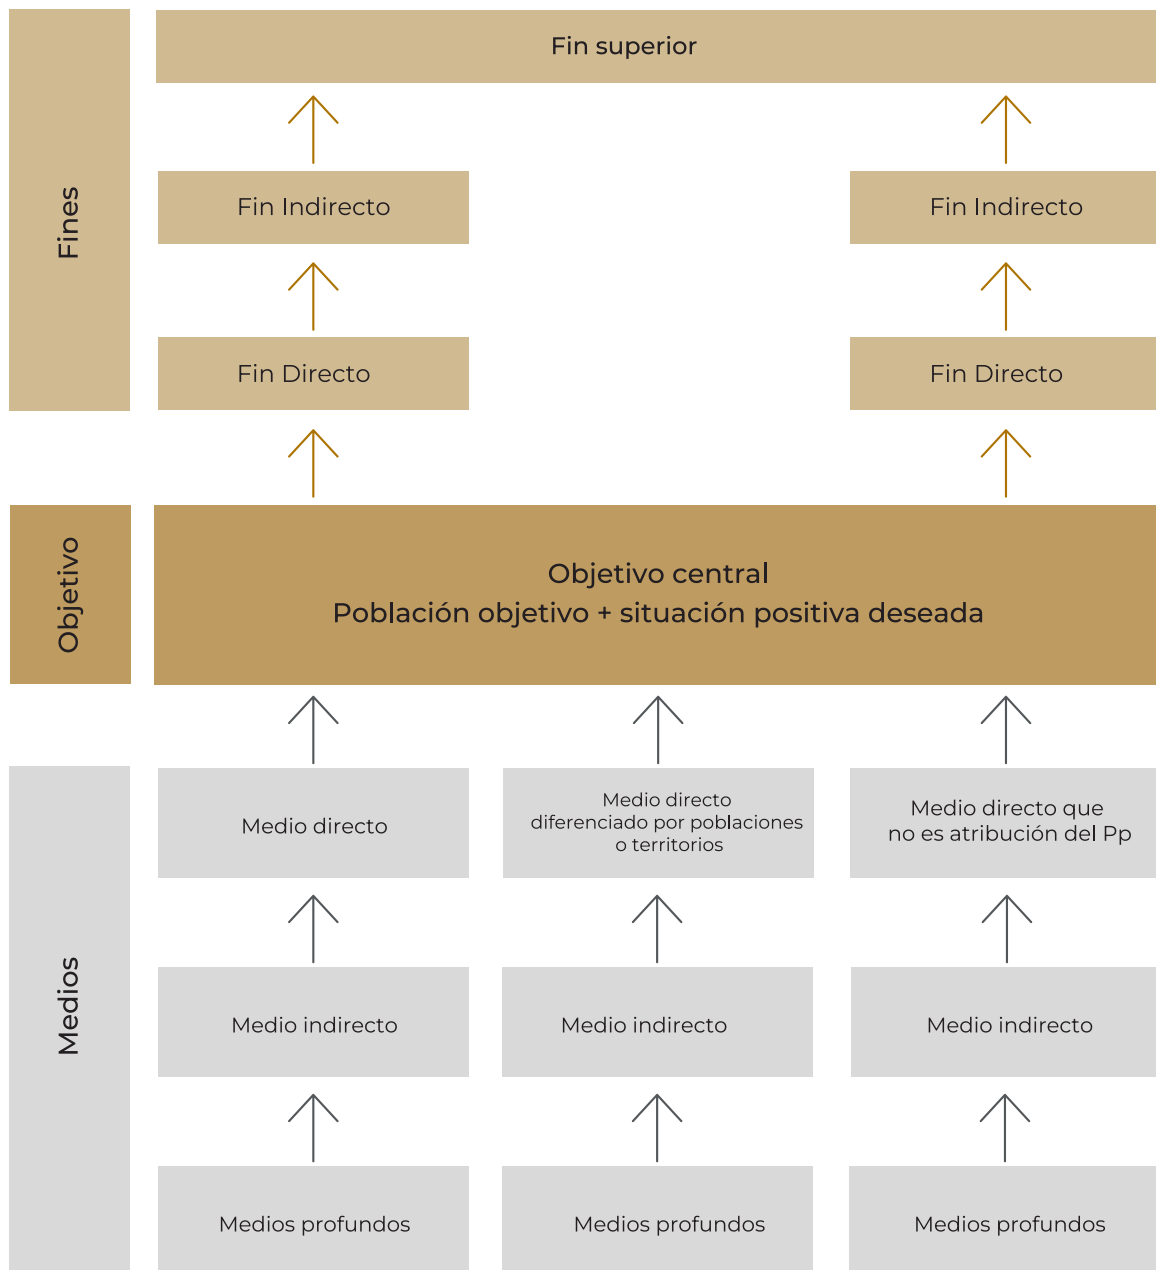 Fines
Fin superior
Fin Indirecto
Fin Indirecto
Fin Directo
Fin Directo
Objetivo
Objetivo central
Población objetivo + situación positiva deseada
Medios
Medio directo
Medio directo
diferenciado por poblaciones
o territorios
Medio directo que
no es atribución del Pp
Medio indirecto
Medio indirecto
Medio indirecto
Medios profundos
Medios profundos
Medios profundos